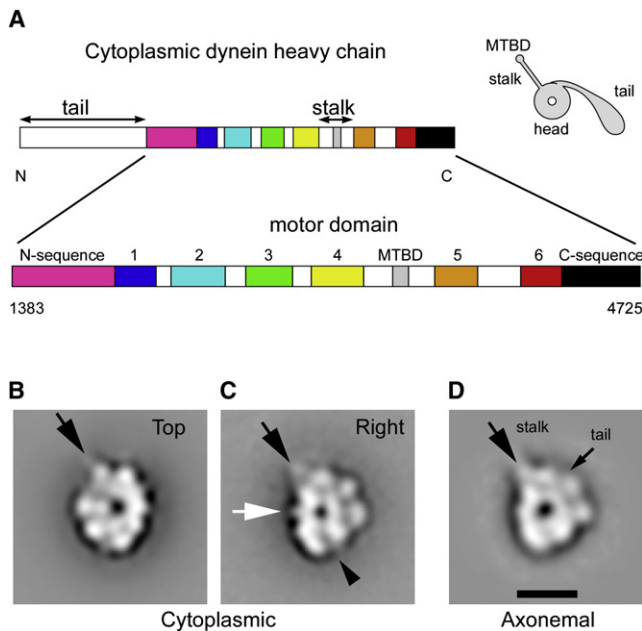 A
Cytoplasmic dynein heavy chain
MTBD
stalk
tail
head
tail
stalk
N
C
motor domain
N-sequence 1 2 3 4 MTBD 5 6 C-sequence
1383 4725
B C D
Top Right stalk tail
Cytoplasmic Axonemal